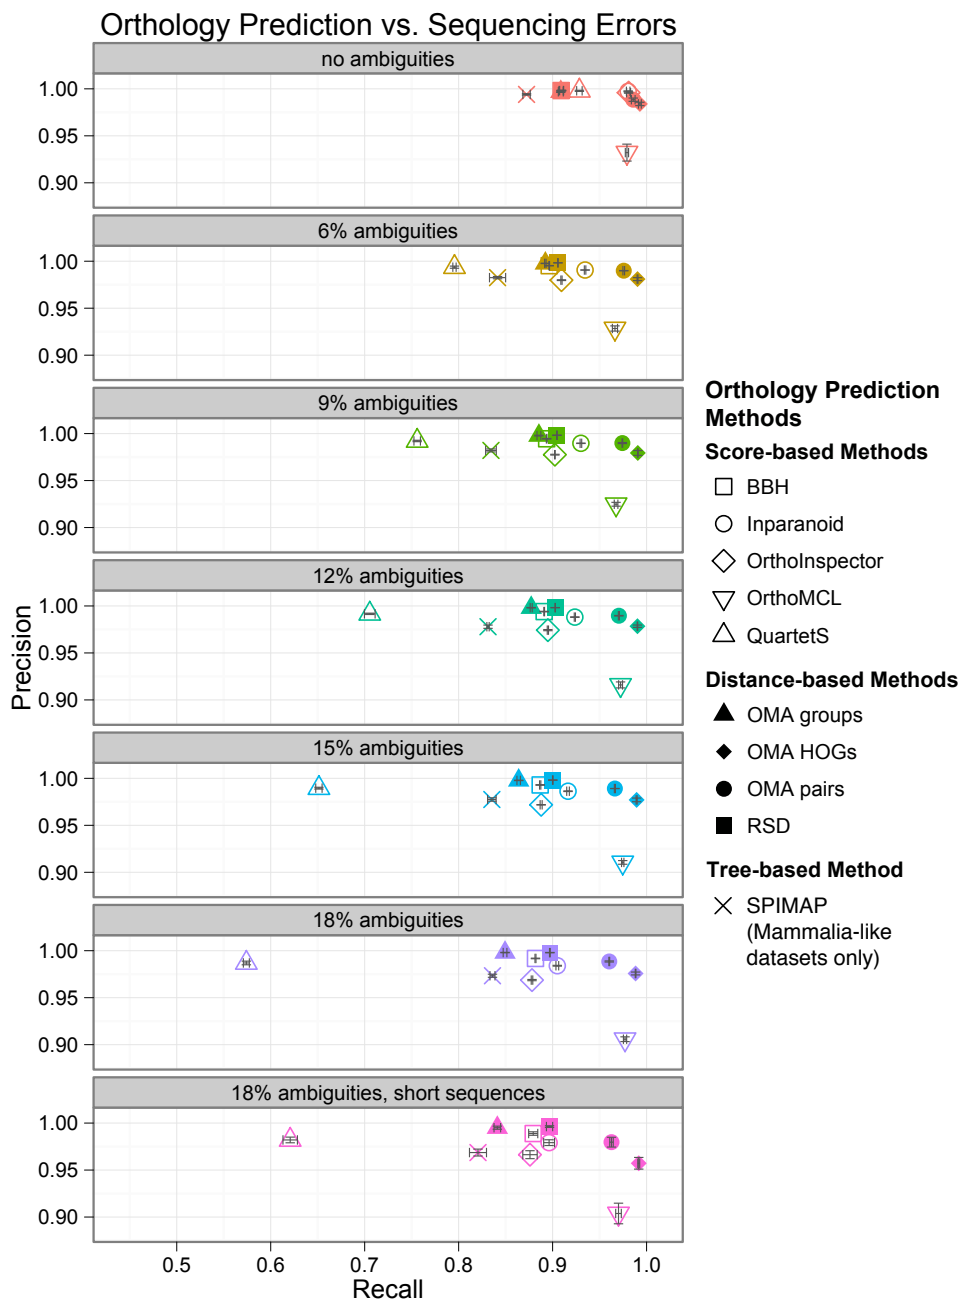 Orthology Prediction vs. Sequencing Errors
no ambiguities
1.00
0.95
0.90
6% ambiguities
1.00
0.95
0.90
9% ambiguities
1.00
0.95
0.90
12% ambiguities
1.00
0.95
0.90
15% ambiguities
1.00
0.95
0.90
18% ambiguities
1.00
0.95
0.90
18% ambiguities, short sequences
1.00
0.95
0.90
0.5 0.6 0.7 0.8 0.9 1.0
Recall
Precision
Orthology Prediction
Methods
Score-based Methods
BBH
Inparanoid
OrthoInspector
OrthoMCL
QuartetS
Distance-based Methods
OMA groups
OMA HOGs
OMA pairs
RSD
Tree-based Method
SPIMAP
(Mammalia-like
datasets only)